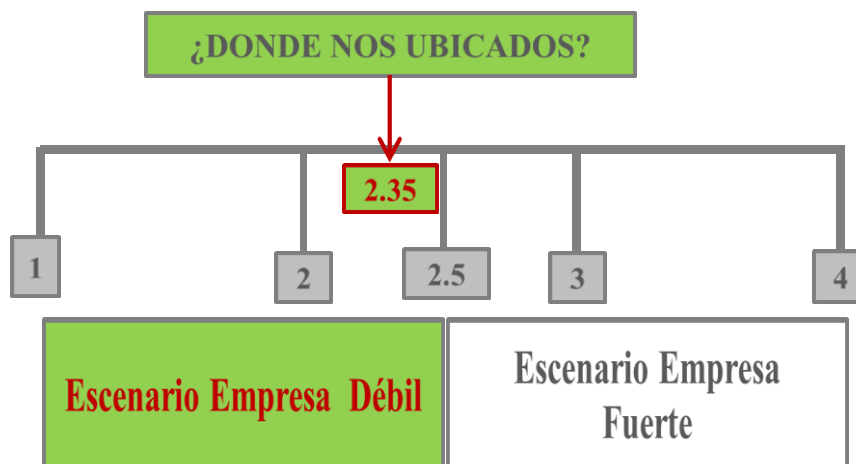 ¿DONDE NOS UBICADOS?
2.35
1
2
2.5
3
4
Escenario Empresa Débil
Escenario Empresa
Fuerte